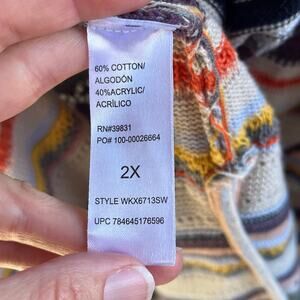 60% COTTON/
ALGODÓN
40%ACRYLIC/
ACRÍLICO
RN#39831
PO# 100-00026664
2X
STYLE WKX6713SW
UPC 784645176596